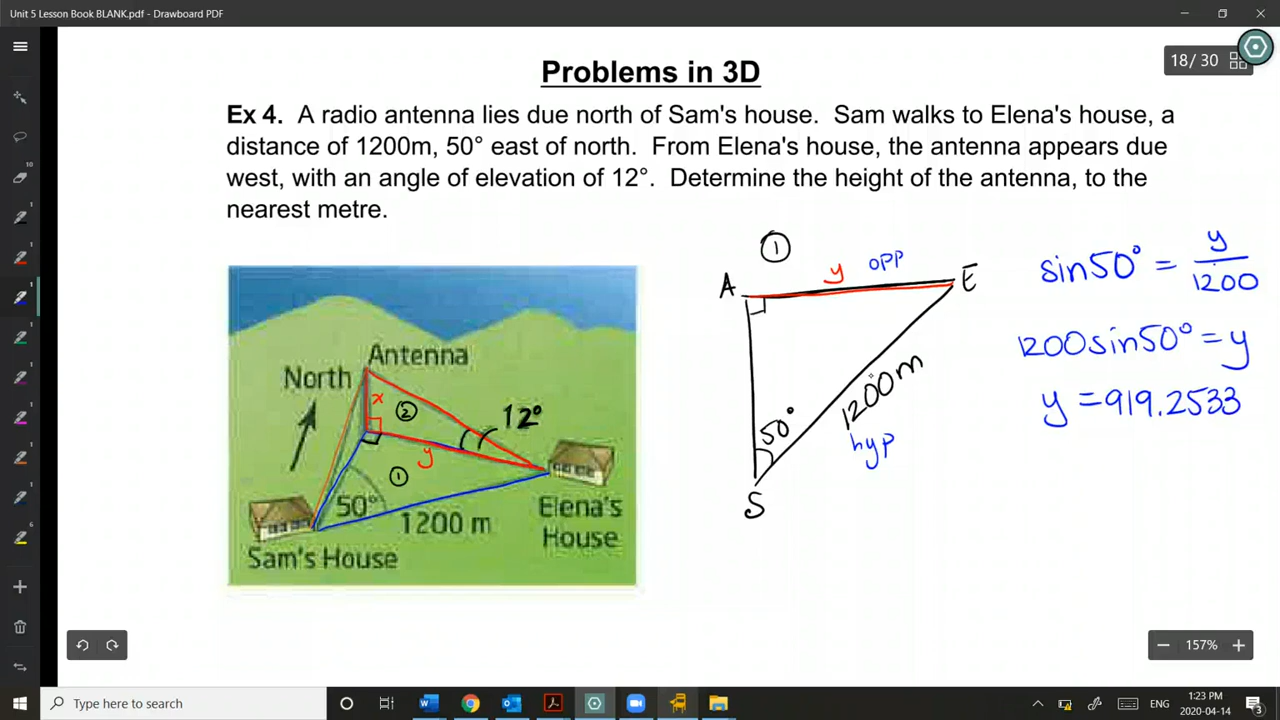 Unit 5 Lesson Book BLANK.pdf - Drawboard PDF
18 / 30
Problems in 3D
Ex 4. A radio antenna lies due north of Sam's house. Sam walks to Elena's house, a
distance of 1200m, 50° east of north. From Elena's house, the antenna appears due
west, with an angle of elevation of 12°. Determine the height of the antenna, to the
nearest metre.
Antenna
North
x
②
12°
y
①
50°
1200 m
Sam's House
Elena's
House
①
A
y
opp
E
50°
1200m
hyp
S
sin50° = y/1200
1200sin50° = y
y = 919.2533
157%
Type here to search
ENG
1:23 PM
2020-04-14
3